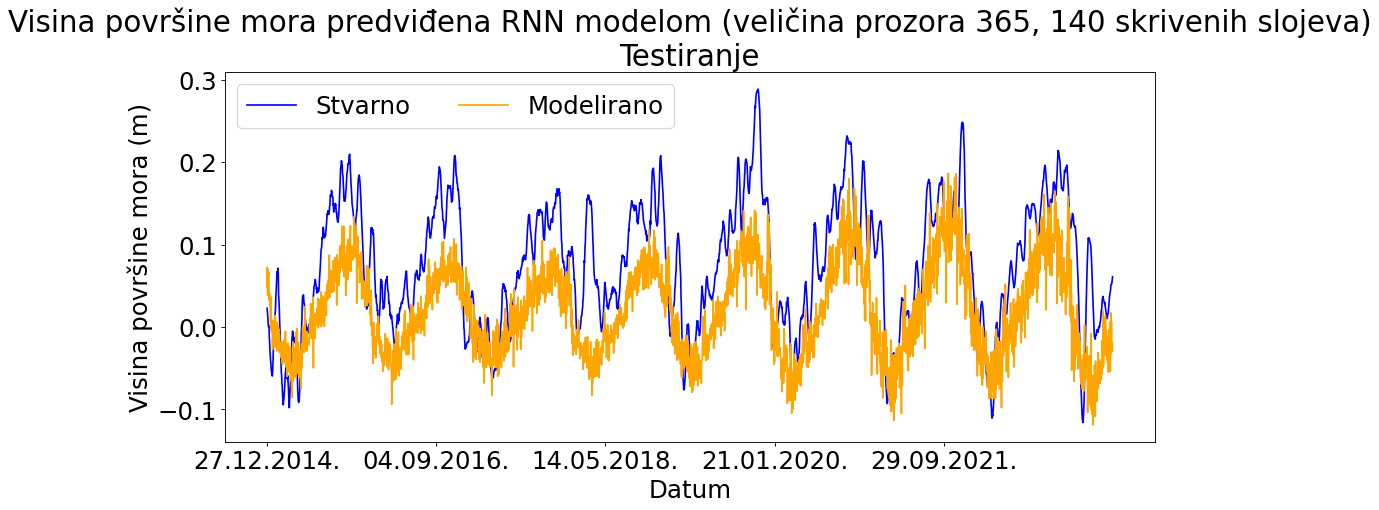 Visina površine mora predviđena RNN modelom (veličina prozora 365, 140 skrivenih slojeva)
Testiranje
Stvarno Modelirano
Visina površine mora (m)
0.3
0.2
0.1
0.0
−0.1
27.12.2014. 04.09.2016. 14.05.2018. 21.01.2020. 29.09.2021.
Datum